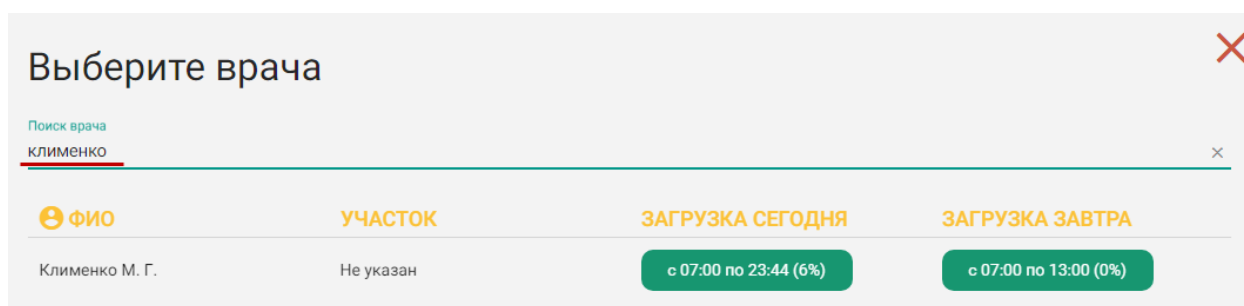 Выберите врача
Поиск врача
клименко
ФИО УЧАСТОК ЗАГРУЗКА СЕГОДНЯ ЗАГРУЗКА ЗАВТРА
Клименко М. Г. Не указан с 07:00 по 23:44 (6%) с 07:00 по 13:00 (0%)